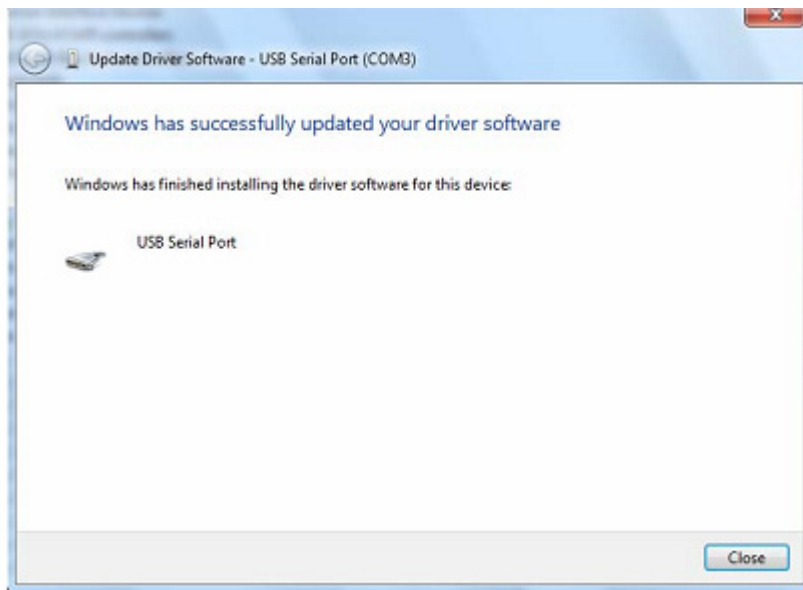 Update Driver Software - USB Serial Port (COM3)
Windows has successfully updated your driver software
Windows has finished installing the driver software for this device:
USB Serial Port
Close